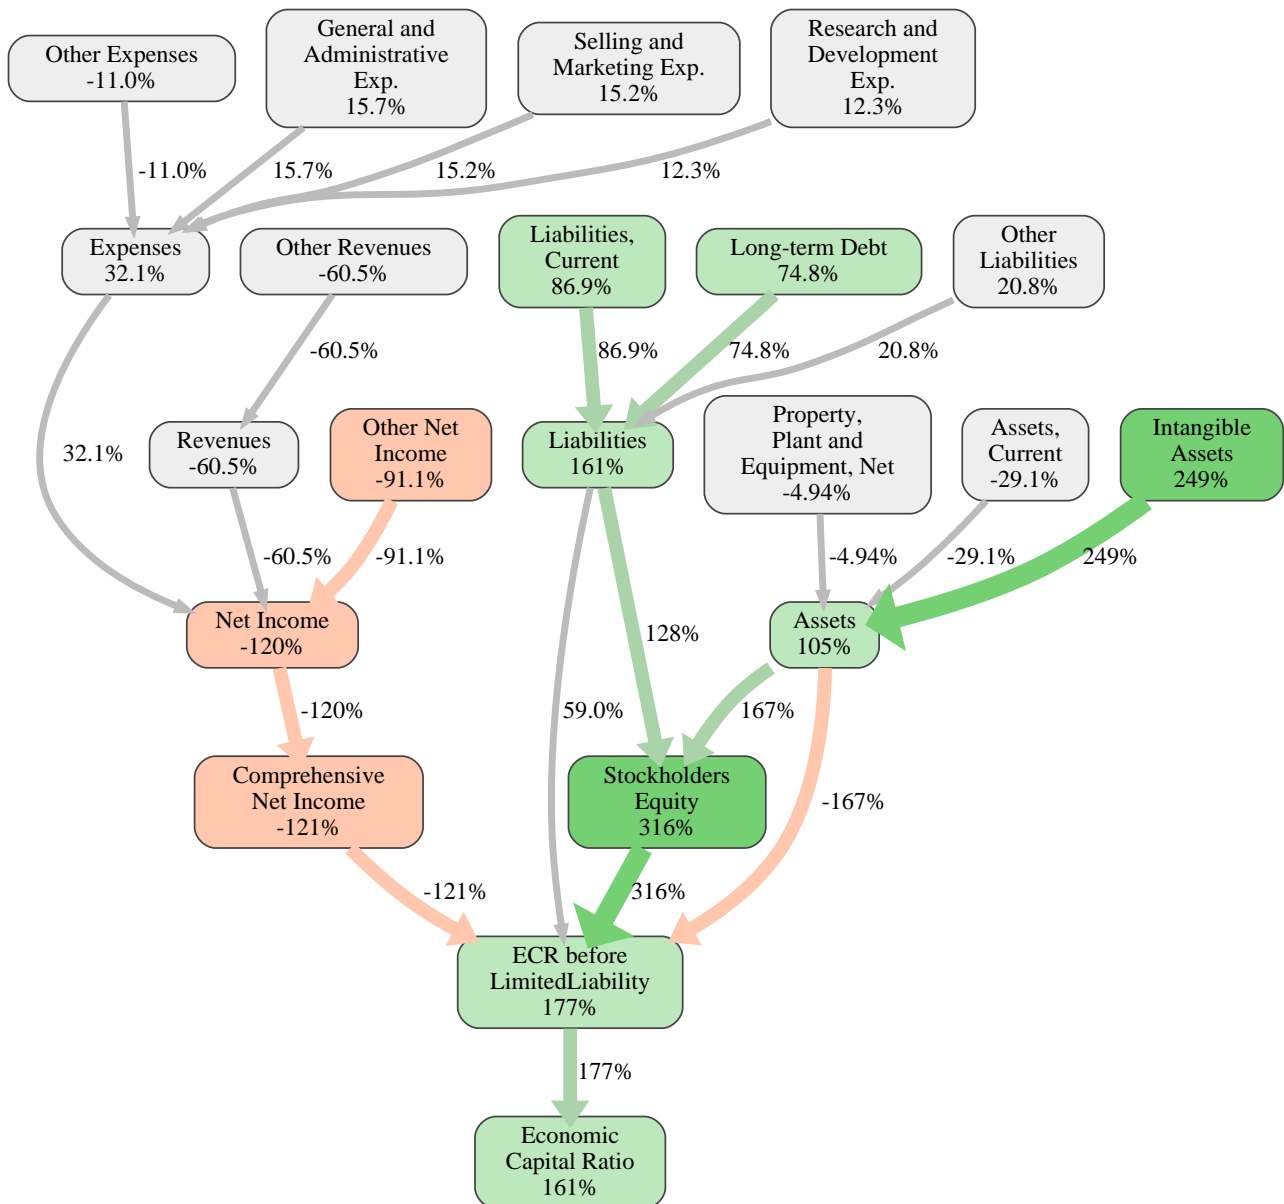 Other Expenses
-11.0%
General and
Administrative
Exp.
15.7%
Selling and
Marketing Exp.
15.2%
Research and
Development
Exp.
12.3%
-11.0%
15.7%
15.2%
12.3%
Expenses
32.1%
Other Revenues
-60.5%
Liabilities,
Current
86.9%
Long-term Debt
74.8%
Other
Liabilities
20.8%
-60.5%
86.9%
74.8%
20.8%
32.1%
Revenues
-60.5%
Other Net
Income
-91.1%
Liabilities
161%
Property,
Plant and
Equipment, Net
-4.94%
Assets,
Current
-29.1%
Intangible
Assets
249%
-60.5%
-91.1%
-4.94%
-29.1%
249%
Net Income
-120%
128%
Assets
105%
-120%
59.0%
167%
-167%
Comprehensive
Net Income
-121%
Stockholders
Equity
316%
-121%
316%
ECR before
LimitedLiability
177%
177%
Economic
Capital Ratio
161%